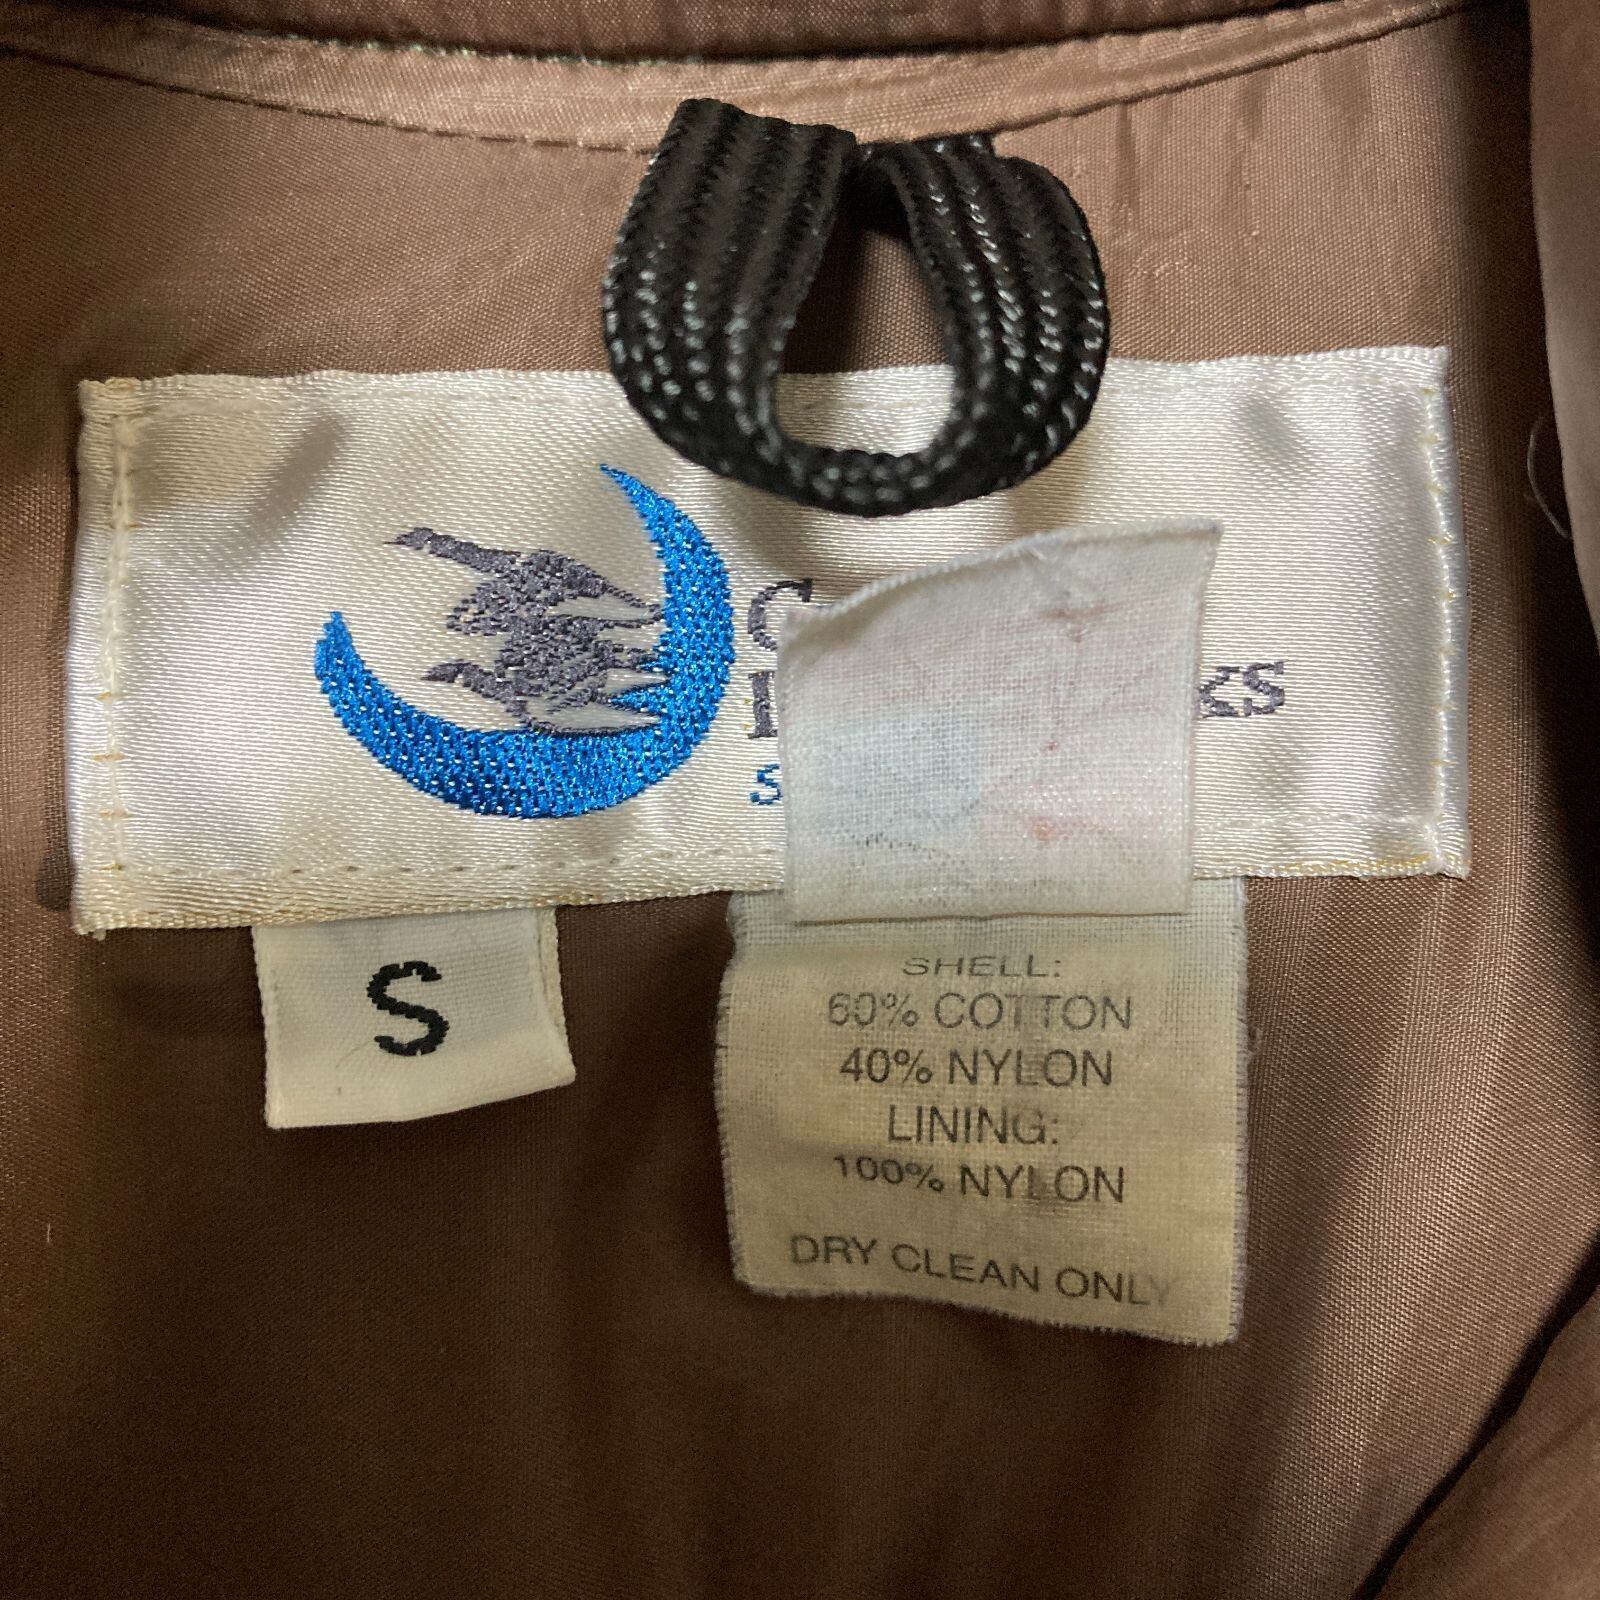 S
SHELL:
60% COTTON
40% NYLON
LINING:
100% NYLON
DRY CLEAN ONLY